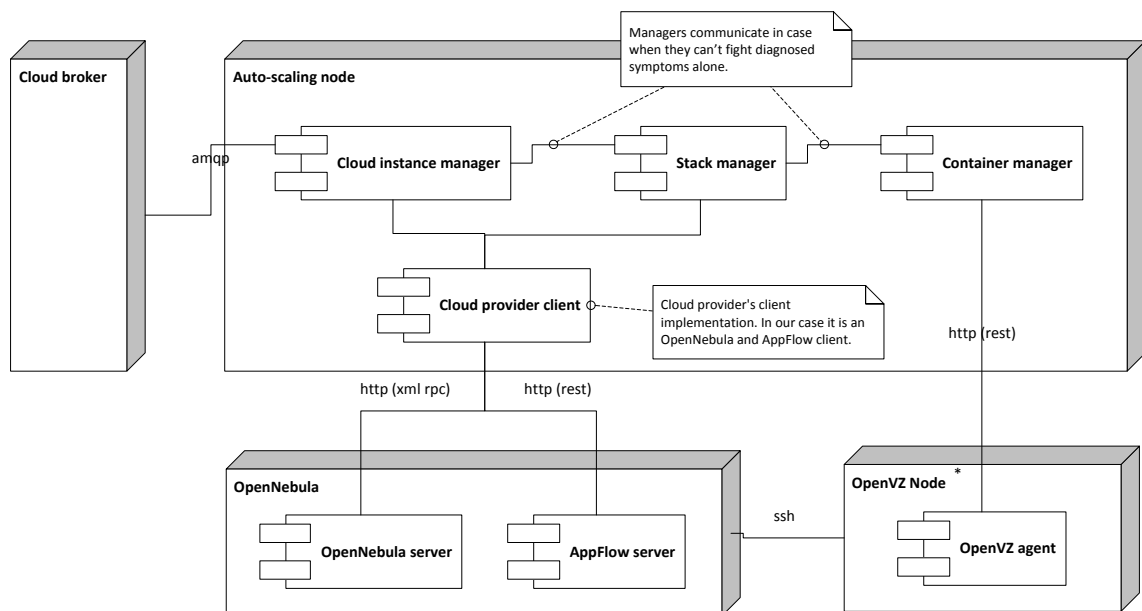 Managers communicate in case
when they can't fight diagnosed
symptoms alone.
Cloud broker
Auto-scaling node
amqp
Cloud instance manager
Stack manager
Container manager
Cloud provider client
Cloud provider's client
implementation. In our case it is an
OpenNebula and AppFlow client.
http (rest)
http (xml rpc)
http (rest)
OpenNebula
OpenVZ Node *
ssh
OpenNebula server
AppFlow server
OpenVZ agent